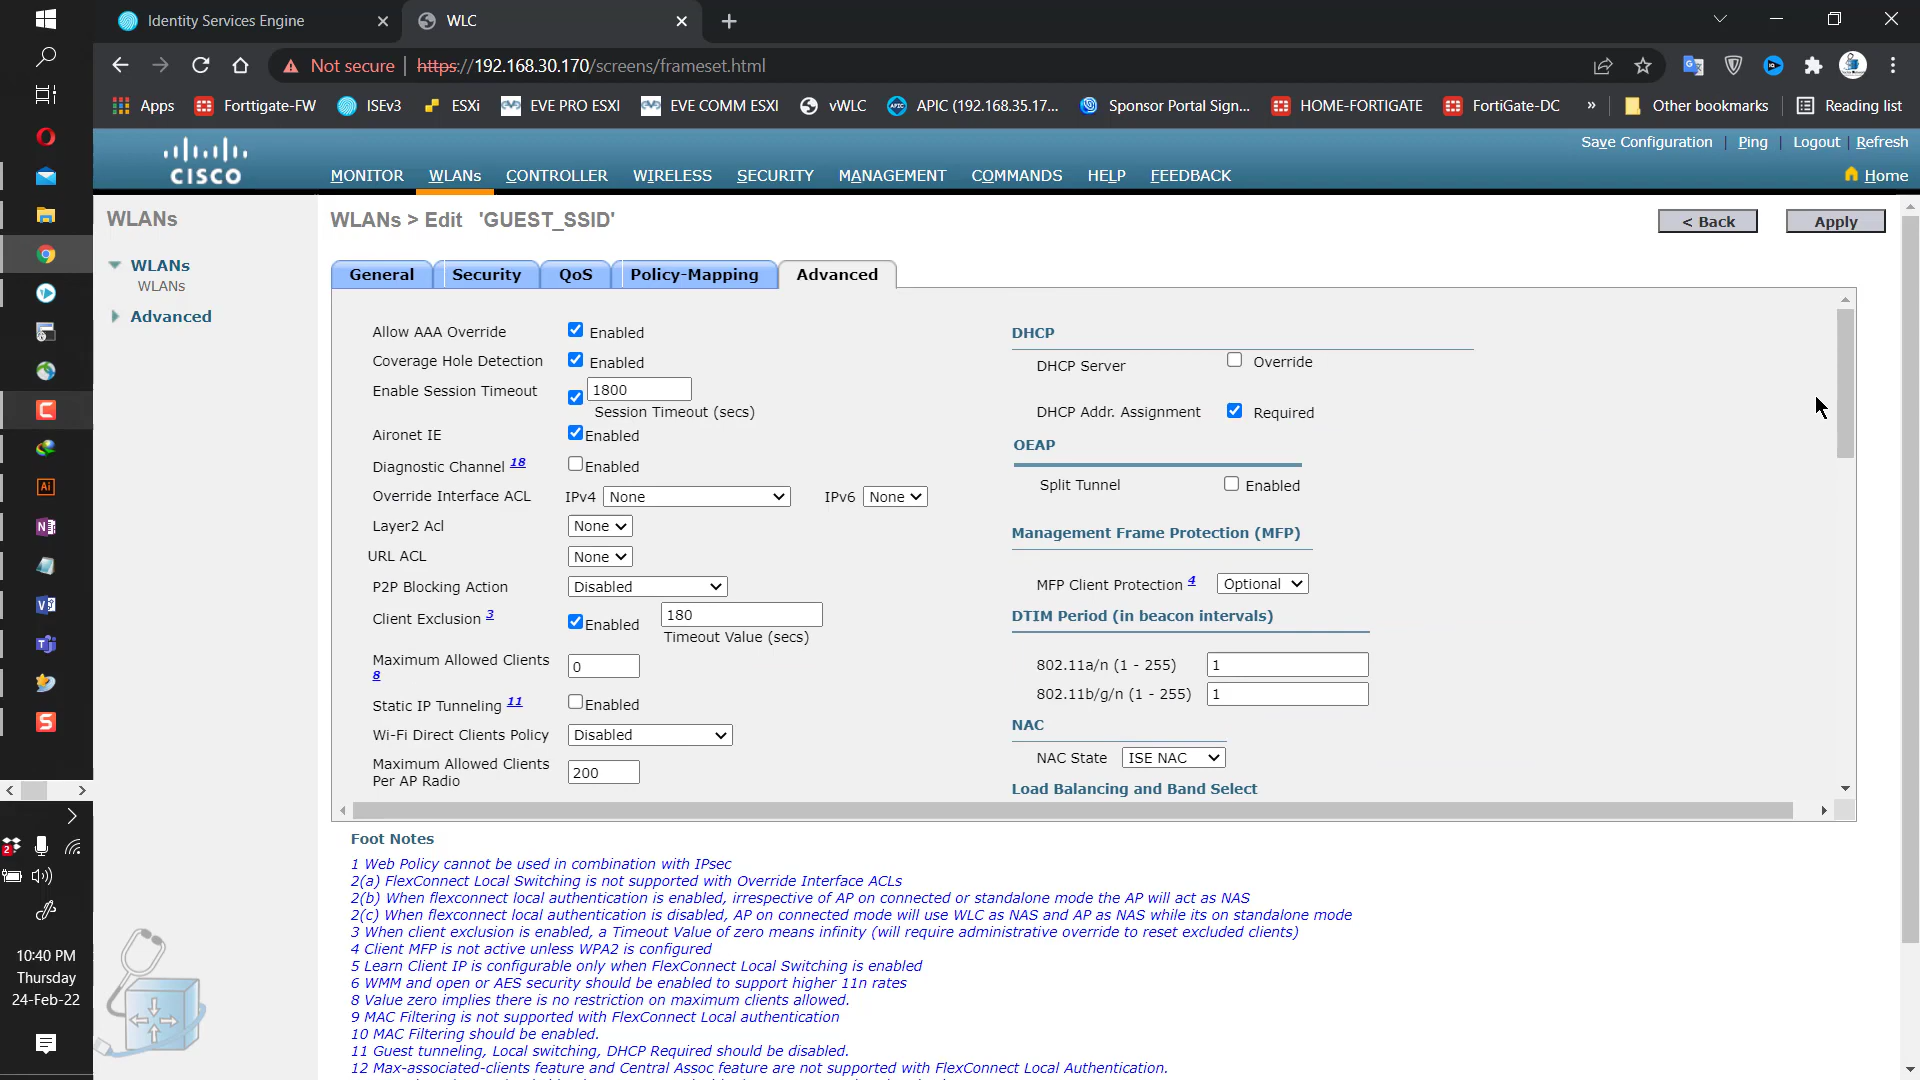 Identity Services Engine
WLC
Not secure | https://192.168.30.170/screens/frameset.html
Apps
Forttigate-FW
ISEv3
ESXi
EVE PRO ESXI
EVE COMM ESXI
vWLC
APIC (192.168.35.17...
Sponsor Portal Sign...
HOME-FORTIGATE
FortiGate-DC
»
Other bookmarks
Reading list
Save Configuration | Ping | Logout | Refresh
CISCO
MONITOR WLANs CONTROLLER WIRELESS SECURITY MANAGEMENT COMMANDS HELP FEEDBACK
Home
WLANs
WLANs > Edit 'GUEST_SSID'
< Back
Apply
WLANs
WLANs
Advanced
General Security QoS Policy-Mapping Advanced
Allow AAA Override Enabled
Coverage Hole Detection Enabled
Enable Session Timeout 1800
Session Timeout (secs)
Aironet IE Enabled
Diagnostic Channel 18 Enabled
Override Interface ACL IPv4 None IPv6 None
Layer2 Acl None
URL ACL None
P2P Blocking Action Disabled
Client Exclusion 3 Enabled 180
Timeout Value (secs)
Maximum Allowed Clients
8
0
Static IP Tunneling 11 Enabled
Wi-Fi Direct Clients Policy Disabled
Maximum Allowed Clients
Per AP Radio
200
DHCP
DHCP Server Override
DHCP Addr. Assignment Required
OEAP
Split Tunnel Enabled
Management Frame Protection (MFP)
MFP Client Protection 4 Optional
DTIM Period (in beacon intervals)
802.11a/n (1 - 255) 1
802.11b/g/n (1 - 255) 1
NAC
NAC State ISE NAC
Load Balancing and Band Select
Foot Notes
1 Web Policy cannot be used in combination with IPsec
2(a) FlexConnect Local Switching is not supported with Override Interface ACLs
2(b) When flexconnect local authentication is enabled, irrespective of AP on connected or standalone mode the AP will act as NAS
2(c) When flexconnect local authentication is disabled, AP on connected mode will use WLC as NAS and AP as NAS while its on standalone mode
3 When client exclusion is enabled, a Timeout Value of zero means infinity (will require administrative override to reset excluded clients)
4 Client MFP is not active unless WPA2 is configured
5 Learn Client IP is configurable only when FlexConnect Local Switching is enabled
6 WMM and open or AES security should be enabled to support higher 11n rates
8 Value zero implies there is no restriction on maximum clients allowed.
9 MAC Filtering is not supported with FlexConnect Local authentication
10 MAC Filtering should be enabled.
11 Guest tunneling, Local switching, DHCP Required should be disabled.
12 Max-associated-clients feature and Central Assoc feature are not supported with FlexConnect Local Authentication.
10:40 PM
Thursday
24-Feb-22